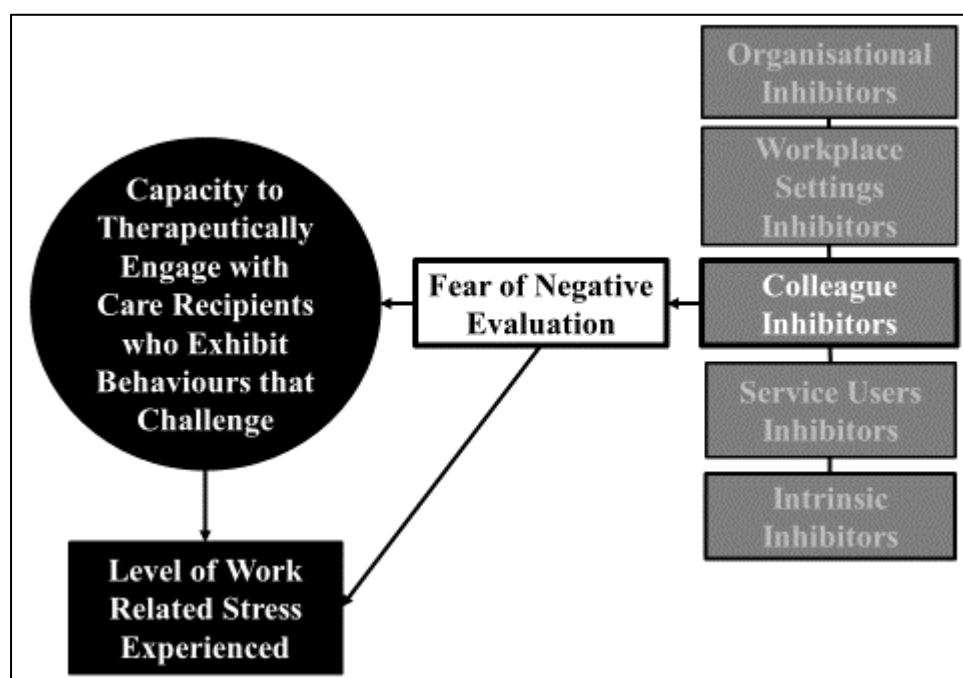 Organisational
Inhibitors
Workplace
Settings
Inhibitors
Capacity to
Therapeutically
Engage with
Care Recipients
who Exhibit
Behaviours that
Challenge
Fear of Negative
Evaluation
Colleague
Inhibitors
Service Users
Inhibitors
Intrinsic
Inhibitors
Level of Work
Related Stress
Experienced